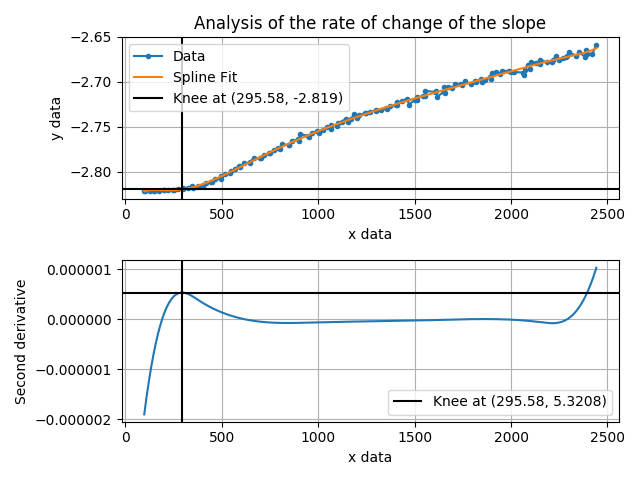 Analysis of the rate of change of the slope
−2.65
−2.70
−2.75
−2.80
y data
Data
Spline Fit
Knee at (295.58, -2.819)
0 500 1000 1500 2000 2500
x data
0.000001
0.000000
−0.000001
−0.000002
Second derivative
Knee at (295.58, 5.3208)
0 500 1000 1500 2000 2500
x data